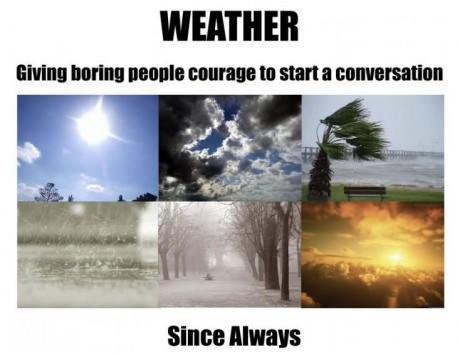 WEATHER
Giving boring people courage to start a conversation
Since Always